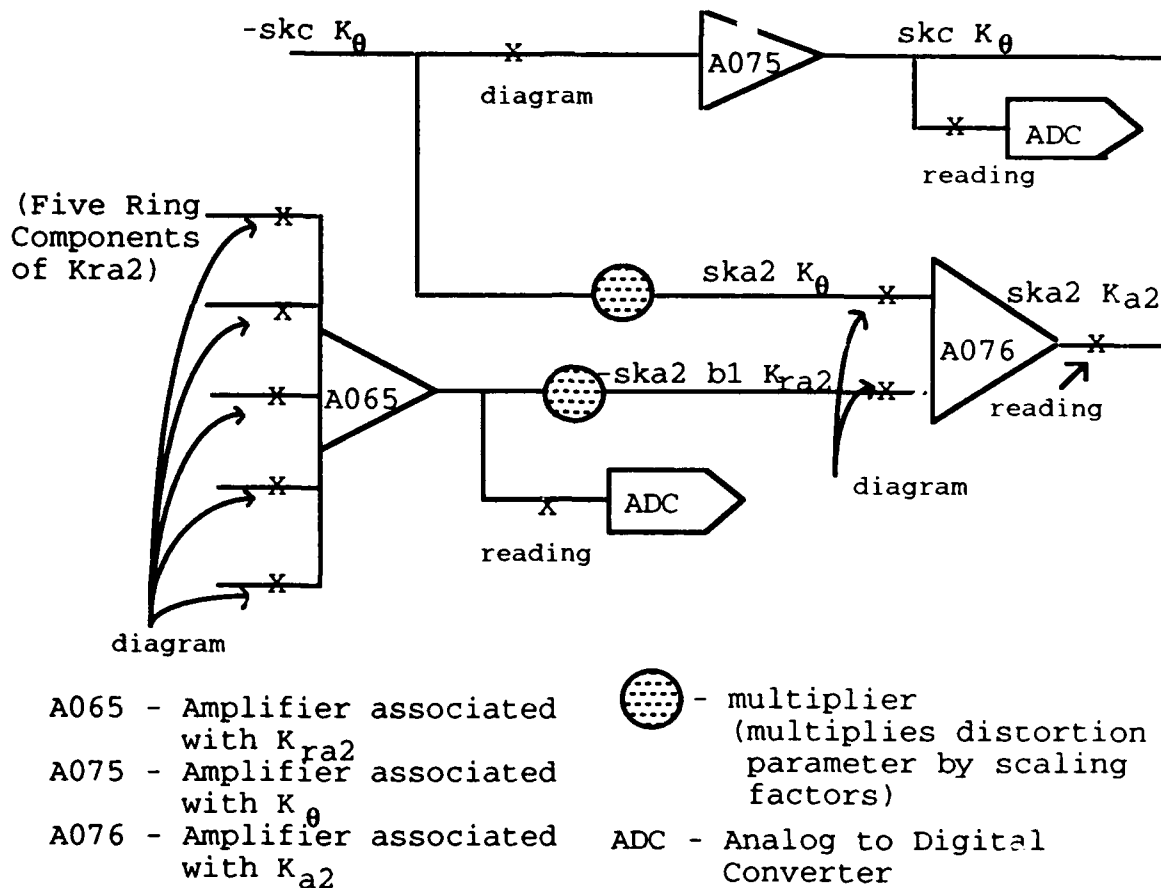 -skc Kθ
skc Kθ
A075
diagram
X
X
ADC
reading
(Five Ring
Components
of Kra2)
X
X
X
X
X
A065
diagram
ska2 Kθ
X
-ska2 b1 Kra2
X
diagram
A076
ska2 Ka2
X
reading
X
ADC
reading
A065 - Amplifier associated
with Kra2
A075 - Amplifier associated
with Kθ
A076 - Amplifier associated
with Ka2
- multiplier
(multiplies distortion
parameter by scaling
factors)
ADC - Analog to Digital
Converter